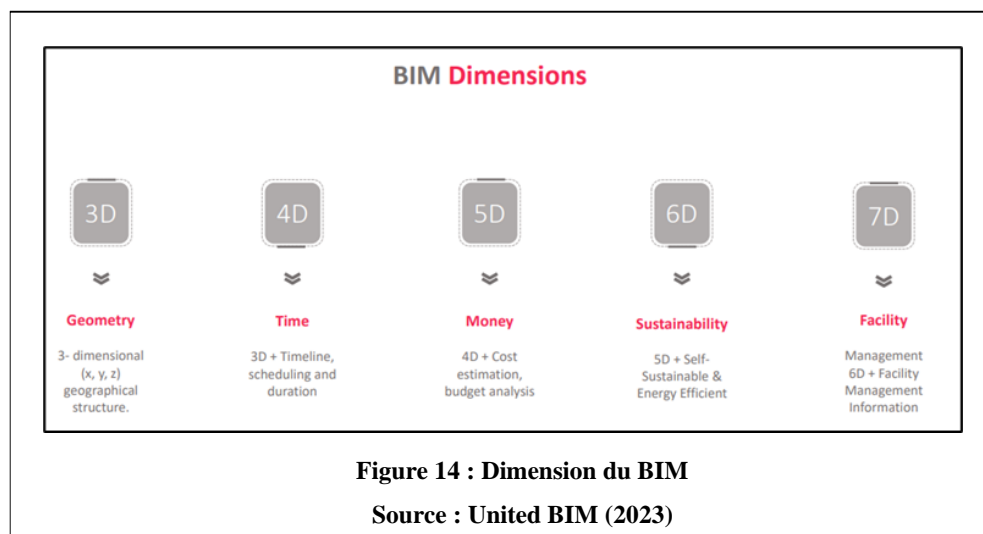 BIM Dimensions
3D
4D
5D
6D
7D
Geometry
3- dimensional
(x, y, z)
geographical
structure.
Time
3D + Timeline,
scheduling and
duration
Money
4D + Cost
estimation,
budget analysis
Sustainability
5D + Self-
Sustainable &
Energy Efficient
Facility
Management
6D + Facility
Management
Information
Figure 14 : Dimension du BIM
Source : United BIM (2023)